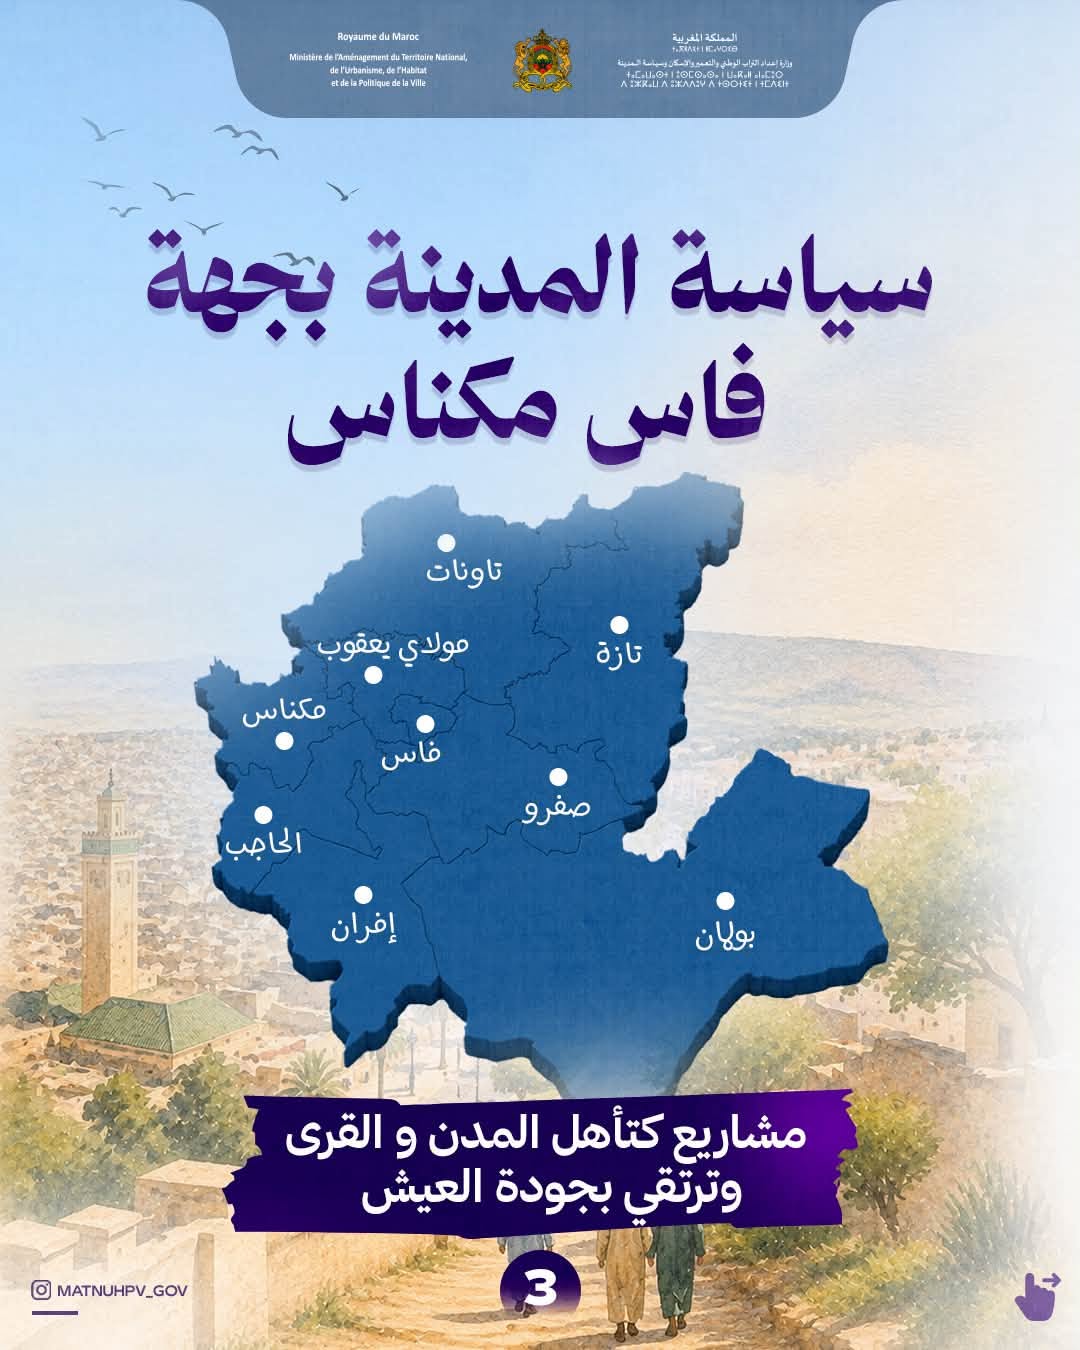 Royaume du Maroc
Ministère de l'Aménagement du Territoire National,
de l'Urbanisme, de l'Habitat
et de la Politique de la Ville
المملكة المغربية
ⵜⴰⴳⵍⴷⵉⵜ ⵏ ⵍⵎⵖⵔⵉⴱ
وزارة إعداد التراب الوطني والتعمير والإسكان وسياسة المدينة
سياسة المدينة بجهة
فاس مكناس
تاونات
تازة
مولاي يعقوب
مكناس
فاس
صفرو
الحاجب
إفران
بولمان
مشاريع كتأهل المدن و القرى
وترتقي بجودة العيش
3
MATNUHPV_GOV